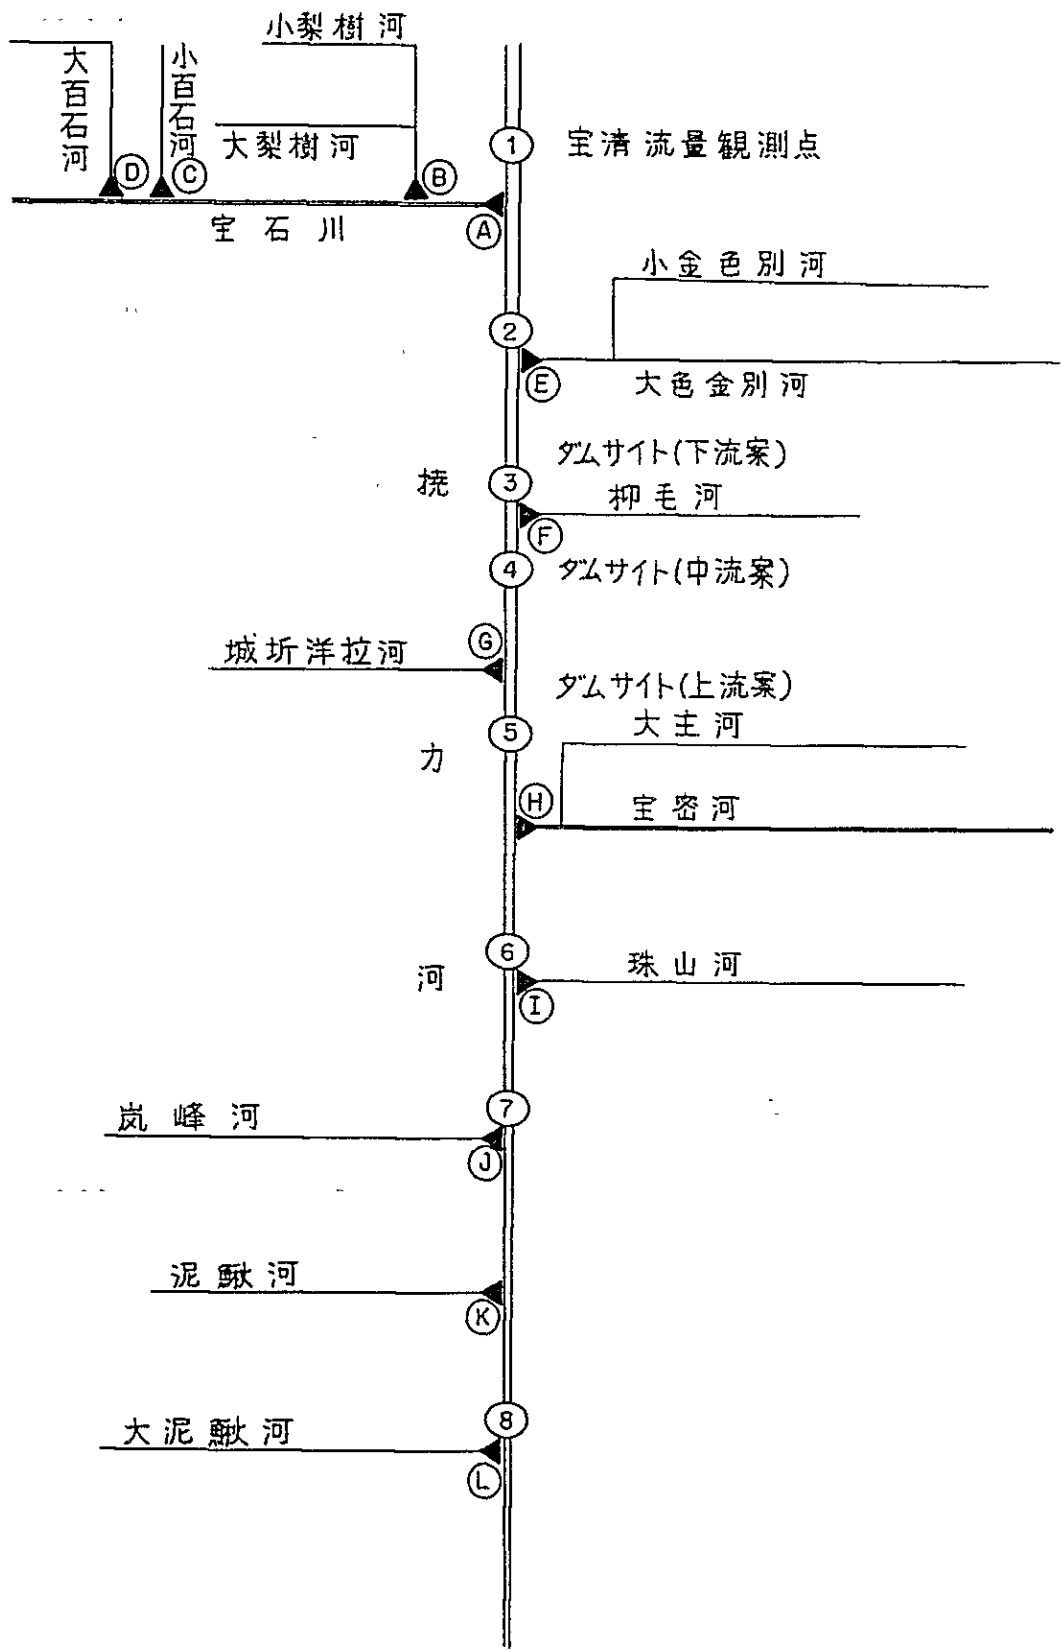 小梨樹河
大百石河
小百石河
大梨樹河
① 宝清流量観測点
Ⓓ
Ⓒ
Ⓑ
宝石川
Ⓐ
小金色別河
②
Ⓔ
大色金別河
ダムサイト(下流案)
③
柳毛河
Ⓕ
④ ダムサイト(中流案)
Ⓖ
城圻洋拉河
ダムサイト(上流案)
⑤
大主河
Ⓗ
宝密河
⑥
珠山河
Ⓘ
撓力河
⑦
岚峰河
Ⓙ
泥鰍河
Ⓚ
⑧
大泥鰍河
Ⓛ